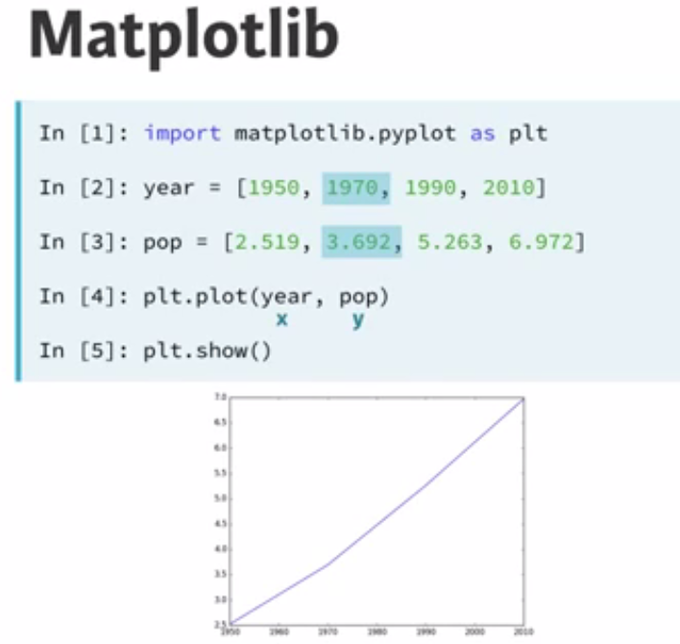 Matplotlib
In [1]: import matplotlib.pyplot as plt
In [2]: year = [1950, 1970, 1990, 2010]
In [3]: pop = [2.519, 3.692, 5.263, 6.972]
In [4]: plt.plot(year, pop)
x y
In [5]: plt.show()
7.0
6.5
6.0
5.5
5.0
4.5
4.0
3.5
3.0
2.5
1950 1960 1970 1980 1990 2000 2010